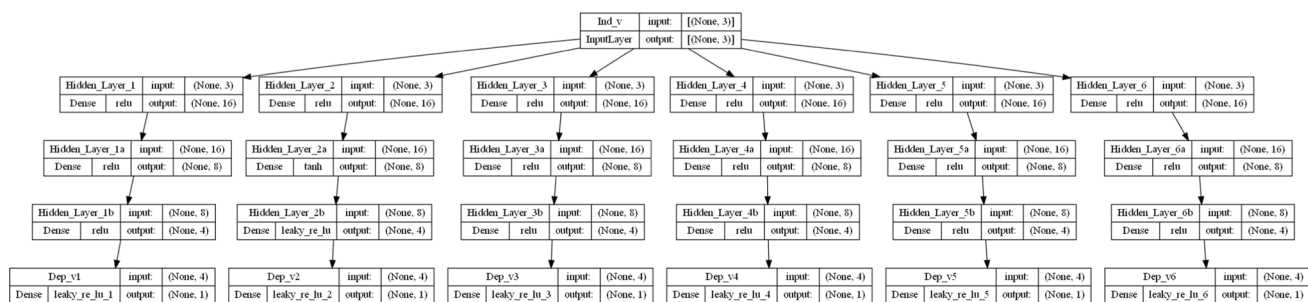 Ind_v input: [(None, 3)]
InputLayer output: [(None, 3)]
Hidden_Layer_1 input: (None, 3)
Dense relu output: (None, 16)
Hidden_Layer_2 input: (None, 3)
Dense relu output: (None, 16)
Hidden_Layer_3 input: (None, 3)
Dense relu output: (None, 16)
Hidden_Layer_4 input: (None, 3)
Dense relu output: (None, 16)
Hidden_Layer_5 input: (None, 3)
Dense relu output: (None, 16)
Hidden_Layer_6 input: (None, 3)
Dense relu output: (None, 16)
Hidden_Layer_1a input: (None, 16)
Dense relu output: (None, 8)
Hidden_Layer_2a input: (None, 16)
Dense tanh output: (None, 8)
Hidden_Layer_3a input: (None, 16)
Dense relu output: (None, 8)
Hidden_Layer_4a input: (None, 16)
Dense relu output: (None, 8)
Hidden_Layer_5a input: (None, 16)
Dense relu output: (None, 8)
Hidden_Layer_6a input: (None, 16)
Dense relu output: (None, 8)
Hidden_Layer_1b input: (None, 8)
Dense relu output: (None, 4)
Hidden_Layer_2b input: (None, 8)
Dense leaky_re_lu output: (None, 4)
Hidden_Layer_3b input: (None, 8)
Dense relu output: (None, 4)
Hidden_Layer_4b input: (None, 8)
Dense relu output: (None, 4)
Hidden_Layer_5b input: (None, 8)
Dense relu output: (None, 4)
Hidden_Layer_6b input: (None, 8)
Dense relu output: (None, 4)
Dep_v1 input: (None, 4)
Dense leaky_re_lu_1 output: (None, 1)
Dep_v2 input: (None, 4)
Dense leaky_re_lu_2 output: (None, 1)
Dep_v3 input: (None, 4)
Dense leaky_re_lu_3 output: (None, 1)
Dep_v4 input: (None, 4)
Dense leaky_re_lu_4 output: (None, 1)
Dep_v5 input: (None, 4)
Dense leaky_re_lu_5 output: (None, 1)
Dep_v6 input: (None, 4)
Dense leaky_re_lu_6 output: (None, 1)